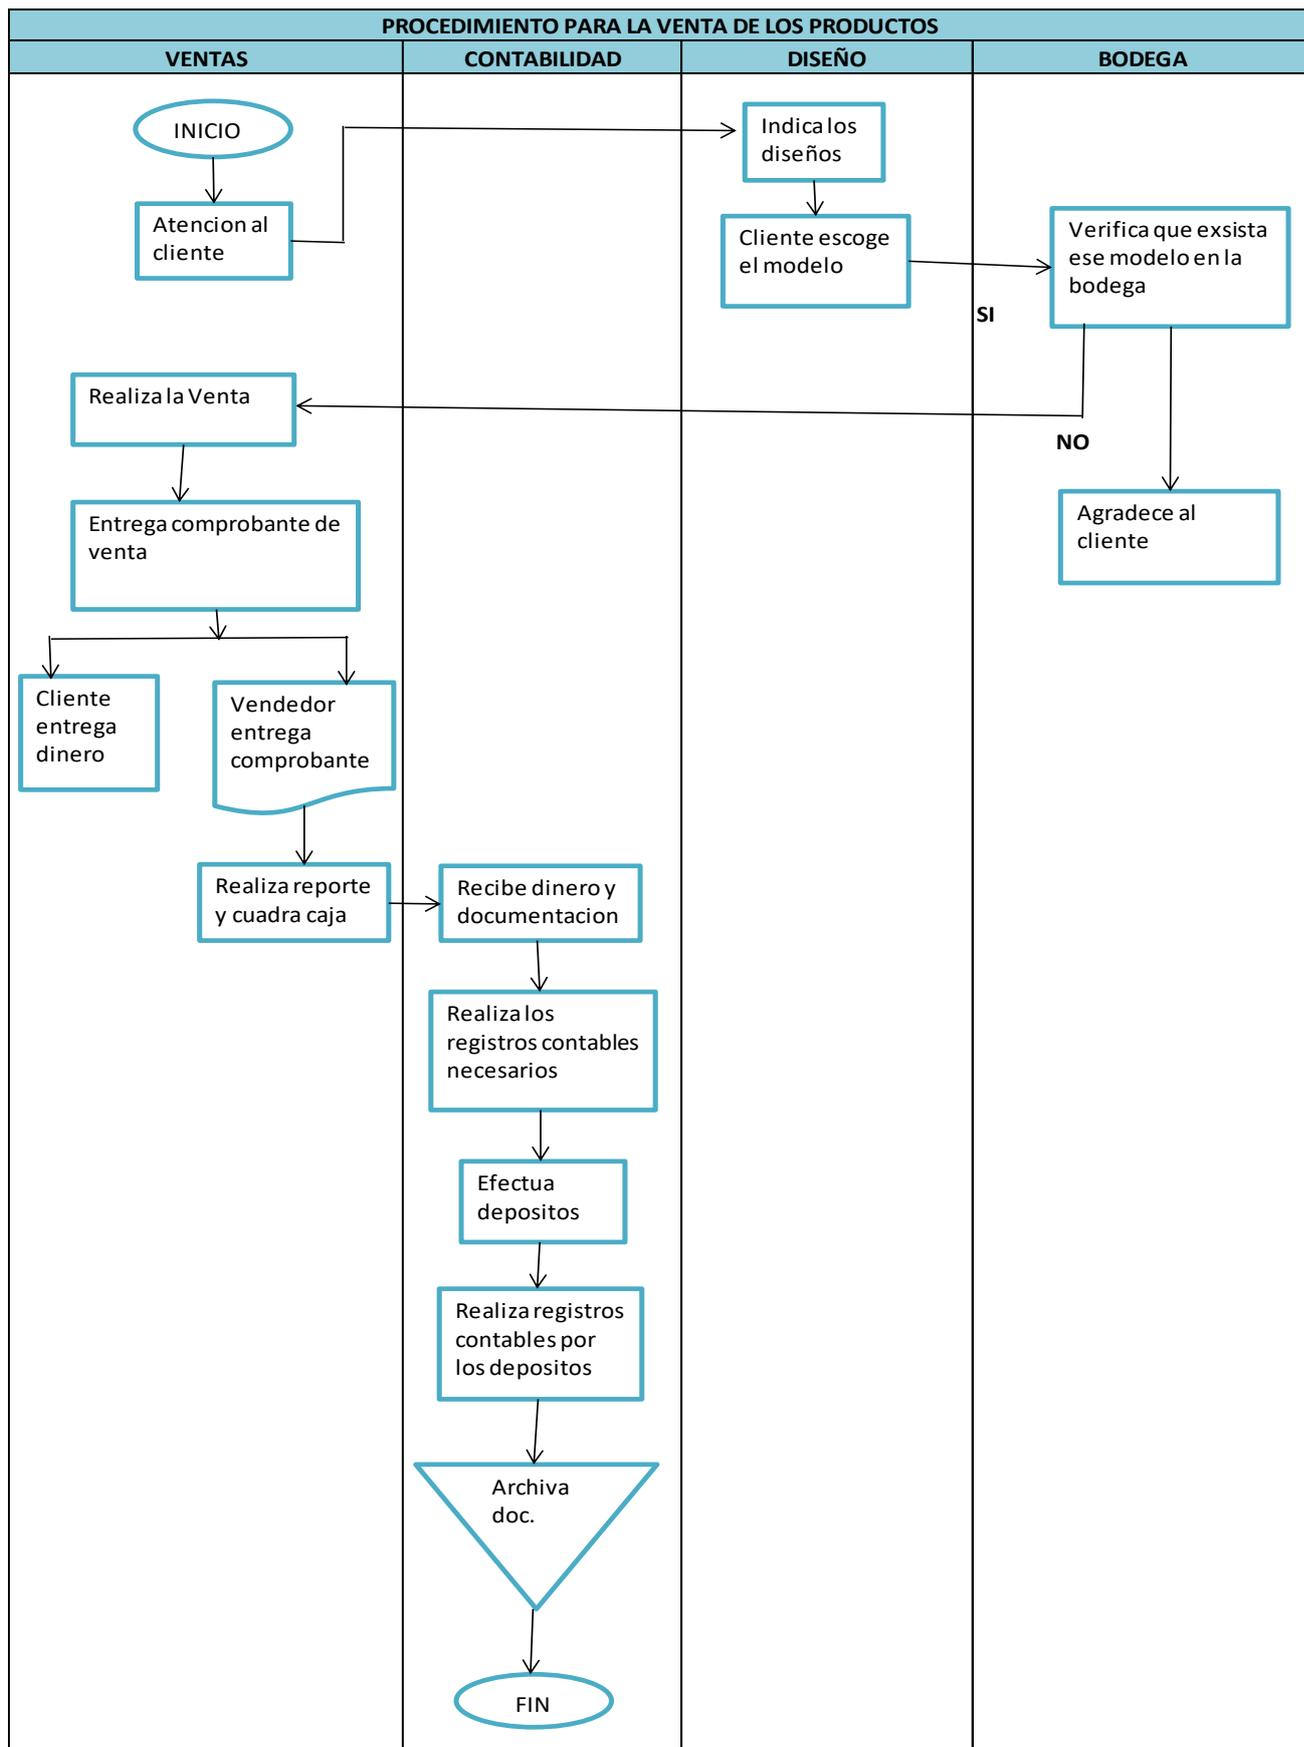 PROCEDIMIENTO PARA LA VENTA DE LOS PRODUCTOS
VENTAS
CONTABILIDAD
DISEÑO
BODEGA
INICIO
Atencion al
cliente
Indica los
diseños
Cliente escoge
el modelo
Verifica que exsista
ese modelo en la
bodega
SI
Realiza la Venta
NO
Agradece al
cliente
Entrega comprobante de
venta
Cliente
entrega
dinero
Vendedor
entrega
comprobante
Realiza reporte
y cuadra caja
Recibe dinero y
documentacion
Realiza los
registros contables
necesarios
Efectua
depositos
Realiza registros
contables por
los depositos
Archiva
doc.
FIN